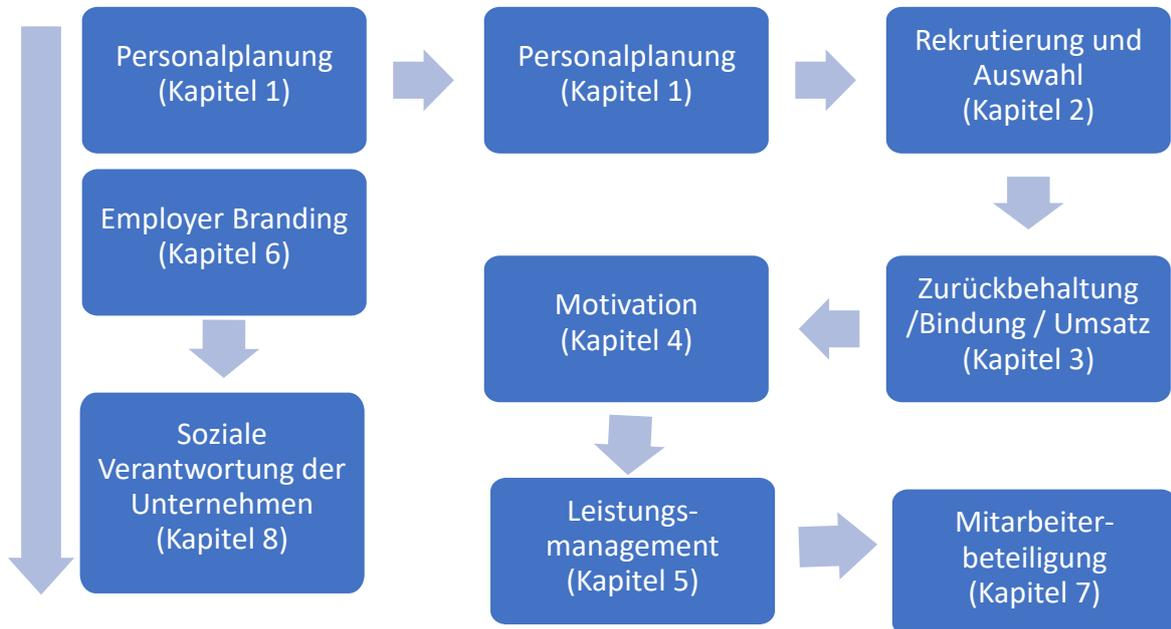 Personalplanung
(Kapitel 1)
Personalplanung
(Kapitel 1)
Rekrutierung und
Auswahl
(Kapitel 2)
Employer Branding
(Kapitel 6)
Motivation
(Kapitel 4)
Zurückbehaltung
/Bindung / Umsatz
(Kapitel 3)
Soziale
Verantwortung der
Unternehmen
(Kapitel 8)
Leistungs-
management
(Kapitel 5)
Mitarbeiter-
beteiligung
(Kapitel 7)